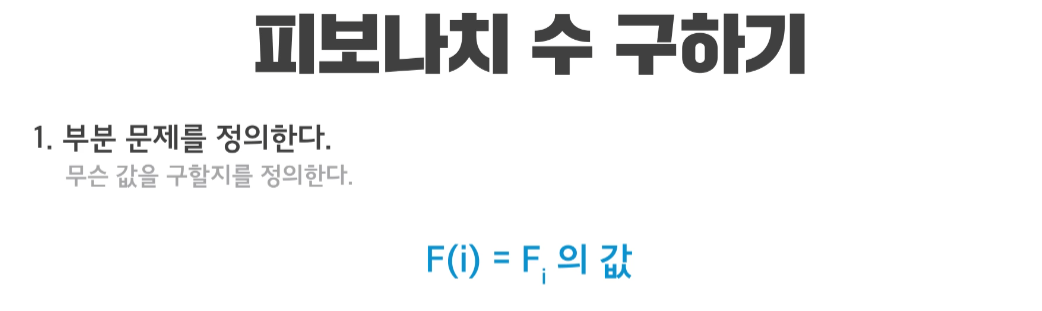 피보나치 수 구하기
1. 부분 문제를 정의한다.
무슨 값을 구할지를 정의한다.
F(i) = Fᵢ 의 값